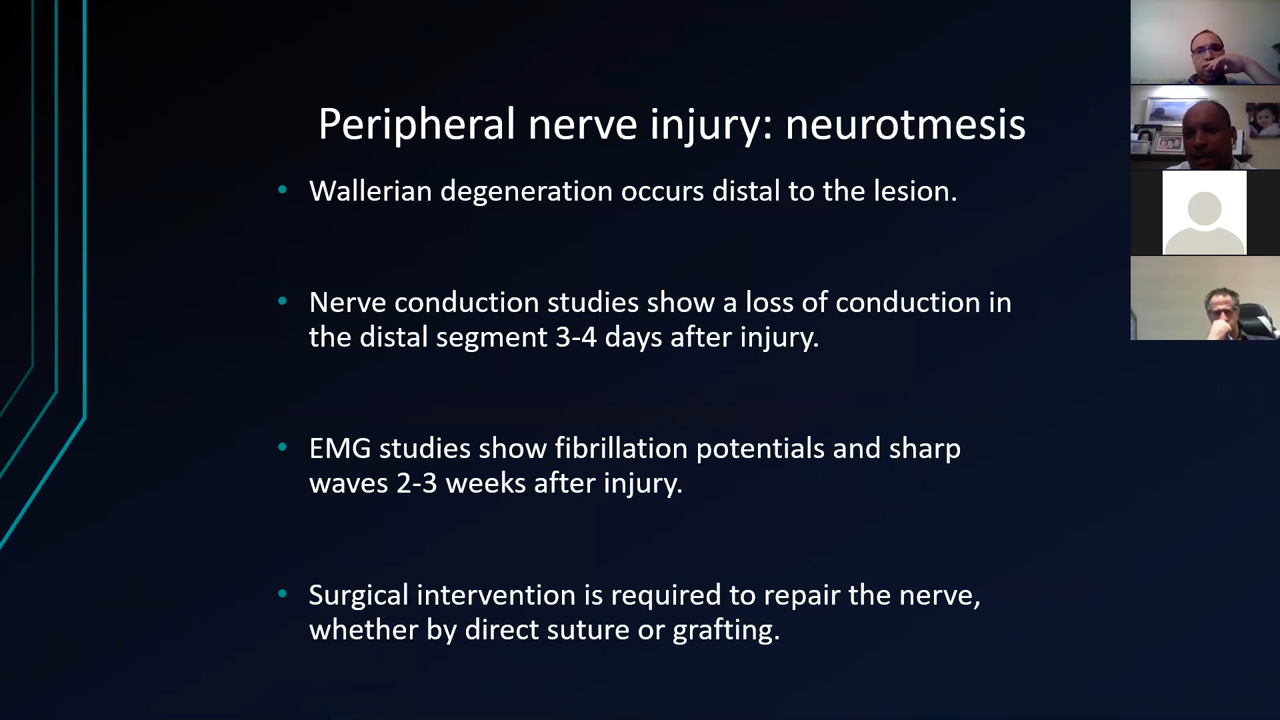 Peripheral nerve injury: neurotmesis
• Wallerian degeneration occurs distal to the lesion.
• Nerve conduction studies show a loss of conduction in
the distal segment 3-4 days after injury.
• EMG studies show fibrillation potentials and sharp
waves 2-3 weeks after injury.
• Surgical intervention is required to repair the nerve,
whether by direct suture or grafting.